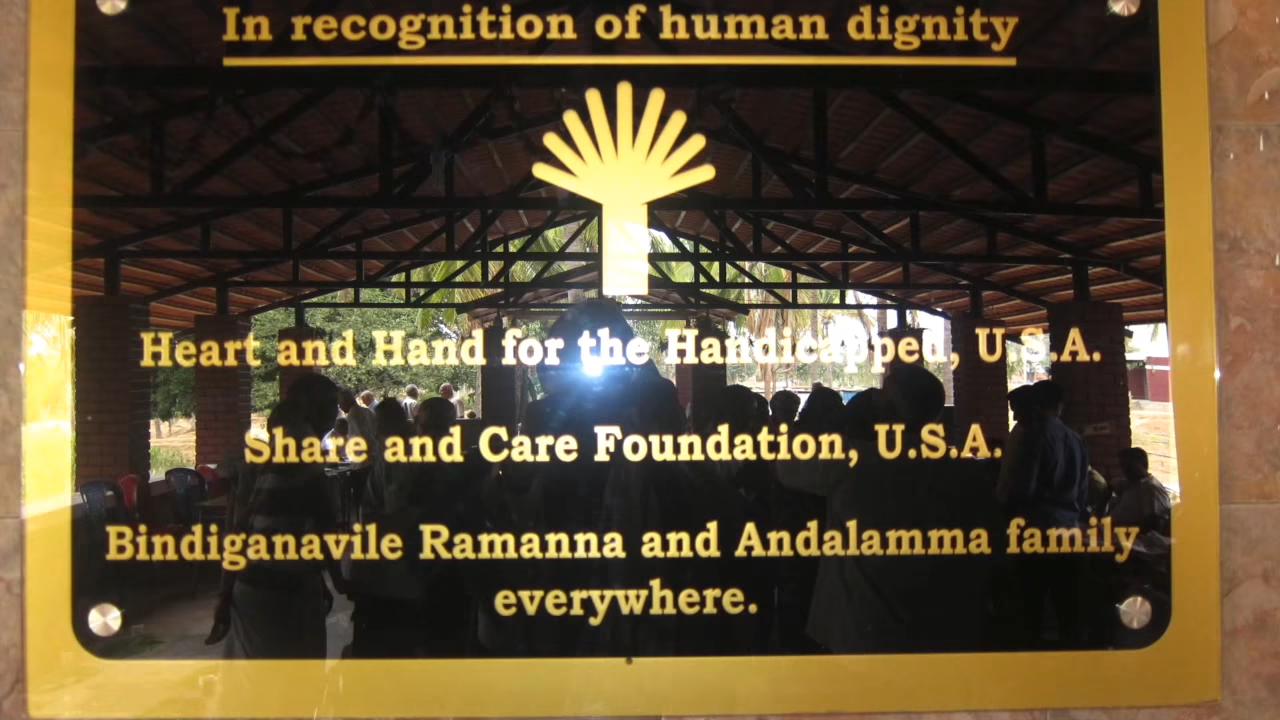 In recognition of human dignity
Heart and Hand for the Handicapped, U.S.A.
Share and Care Foundation, U.S.A.
Bindiganavile Ramanna and Andalamma family
everywhere.